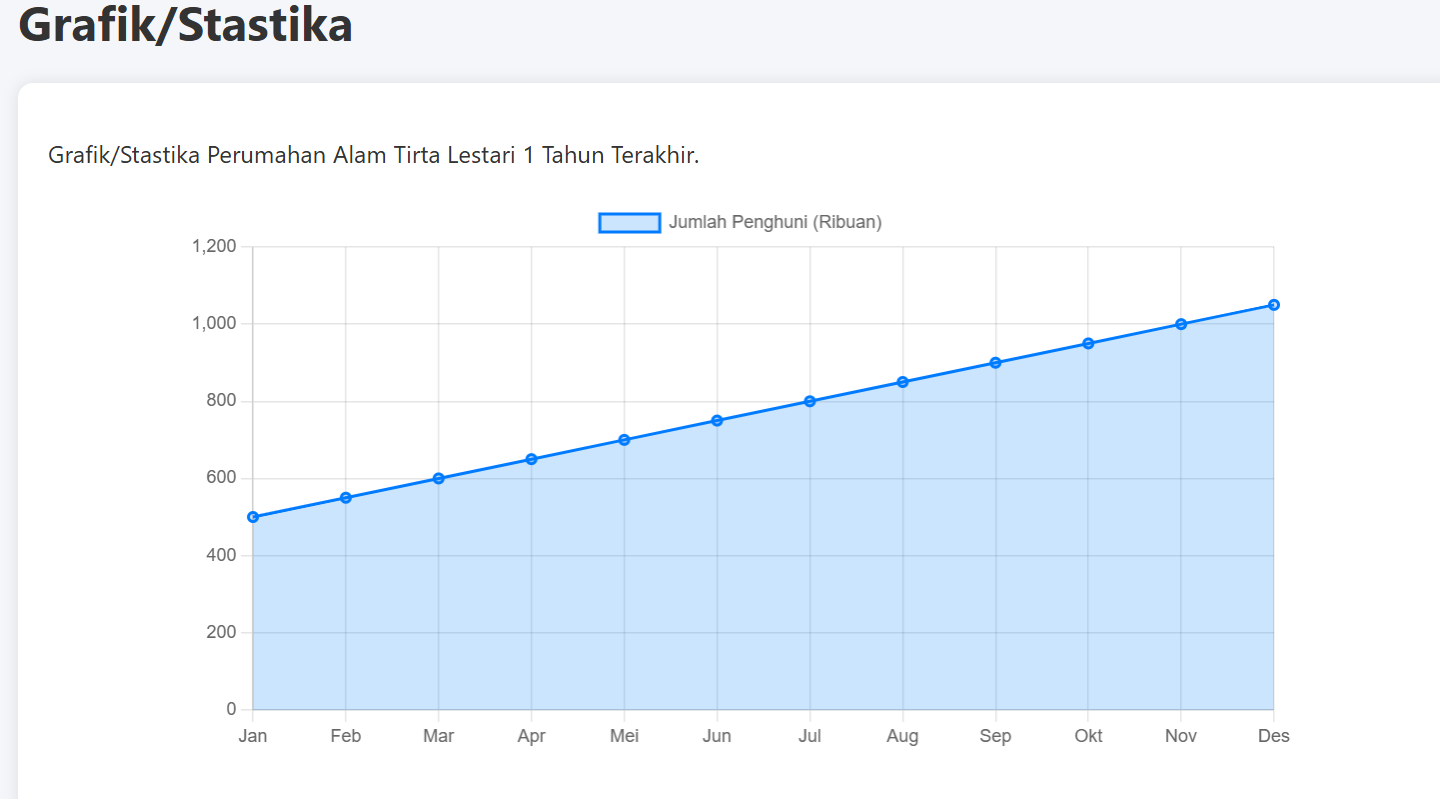 Grafik/Stastika
Grafik/Stastika Perumahan Alam Tirta Lestari 1 Tahun Terakhir.
Jumlah Penghuni (Ribuan)
1,200
1,000
800
600
400
200
0
Jan Feb Mar Apr Mei Jun Jul Aug Sep Okt Nov Des